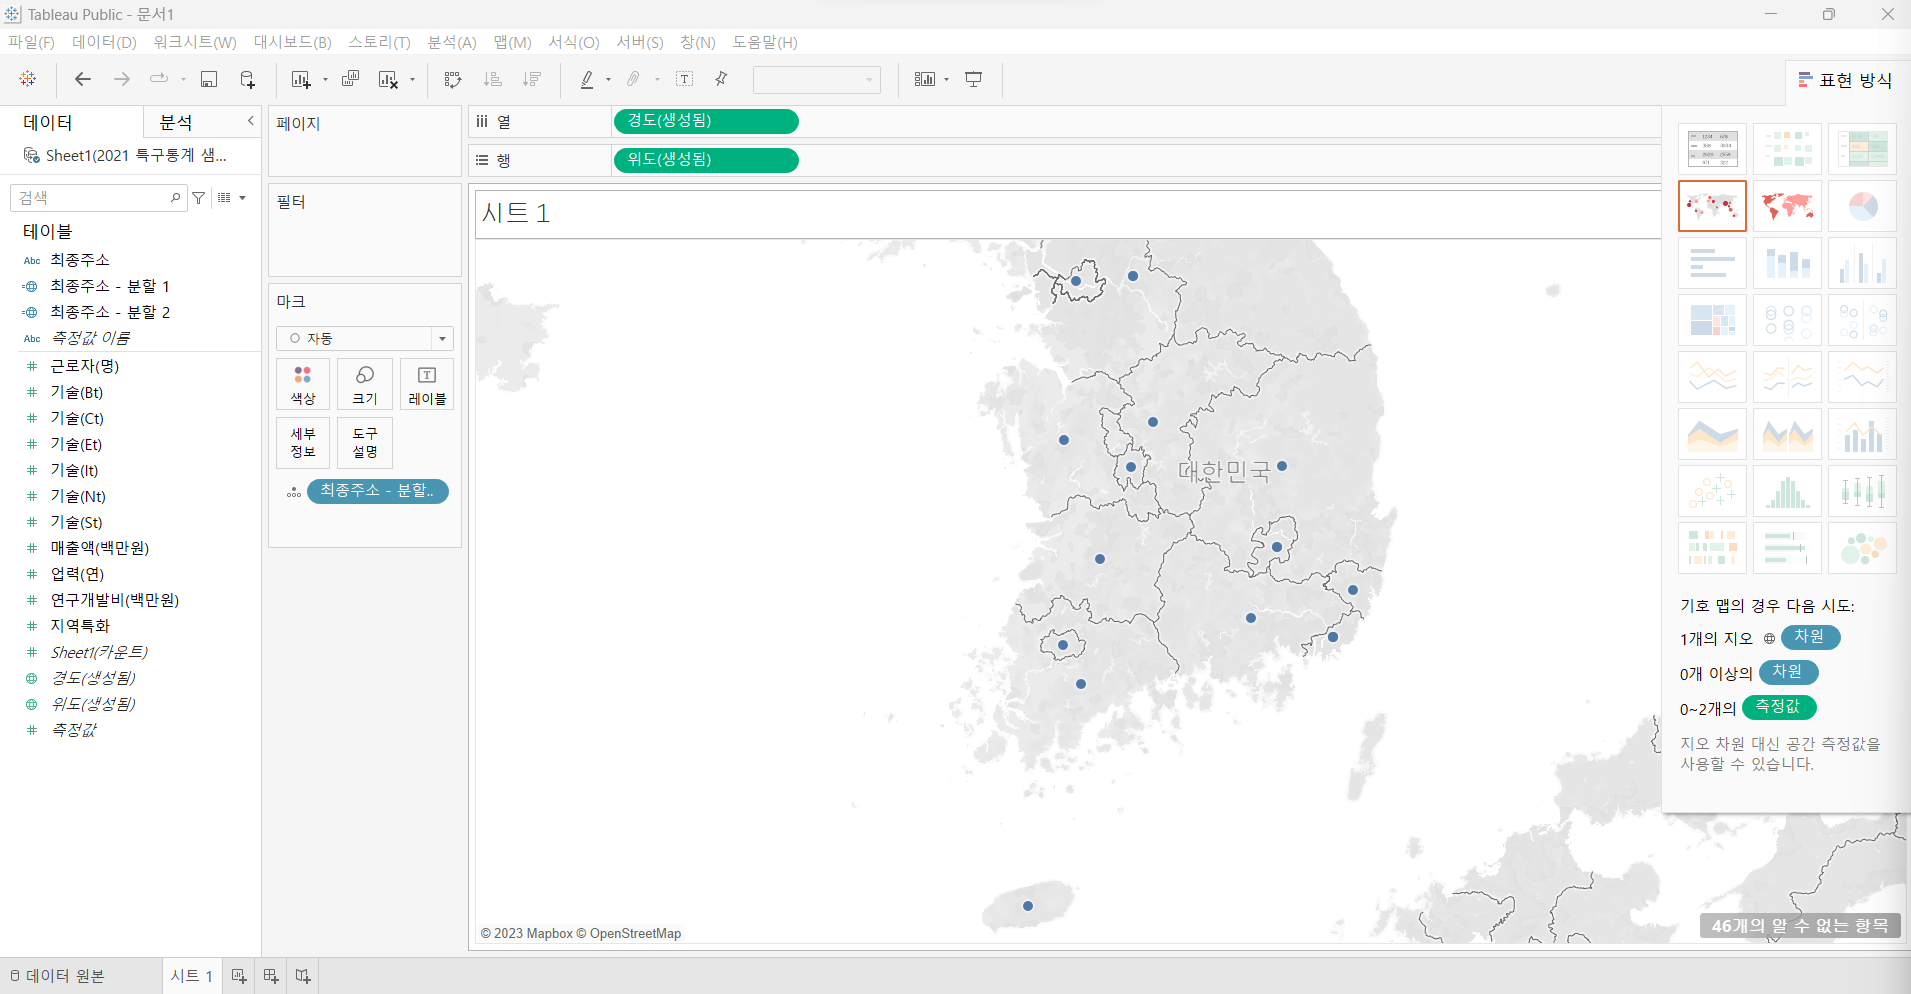 Tableau Public - 문서1
파일(F) 데이터(D) 워크시트(W) 대시보드(B) 스토리(T) 분석(A) 맵(M) 서식(O) 서버(S) 창(N) 도움말(H)
표현 방식
데이터 분석
Sheet1(2021 특구통계 샘...
검색
테이블
Abc 최종주소
최종주소 - 분할 1
최종주소 - 분할 2
Abc 측정값 이름
근로자(명)
기술(Bt)
기술(Ct)
기술(Et)
기술(It)
기술(Nt)
기술(St)
매출액(백만원)
업력(연)
연구개발비(백만원)
지역특화
Sheet1(카운트)
경도(생성됨)
위도(생성됨)
측정값
페이지
필터
마크
자동
색상 크기 레이블
세부 정보
도구 설명
최종주소 - 분할..
열 경도(생성됨)
행 위도(생성됨)
시트 1
대한민국
© 2023 Mapbox © OpenStreetMap
46개의 알 수 없는 항목
기호 맵의 경우 다음 시도:
1개의 지오 차원
0개 이상의 차원
0~2개의 측정값
지오 차원 대신 공간 측정값을
사용할 수 있습니다.
데이터 원본 시트 1